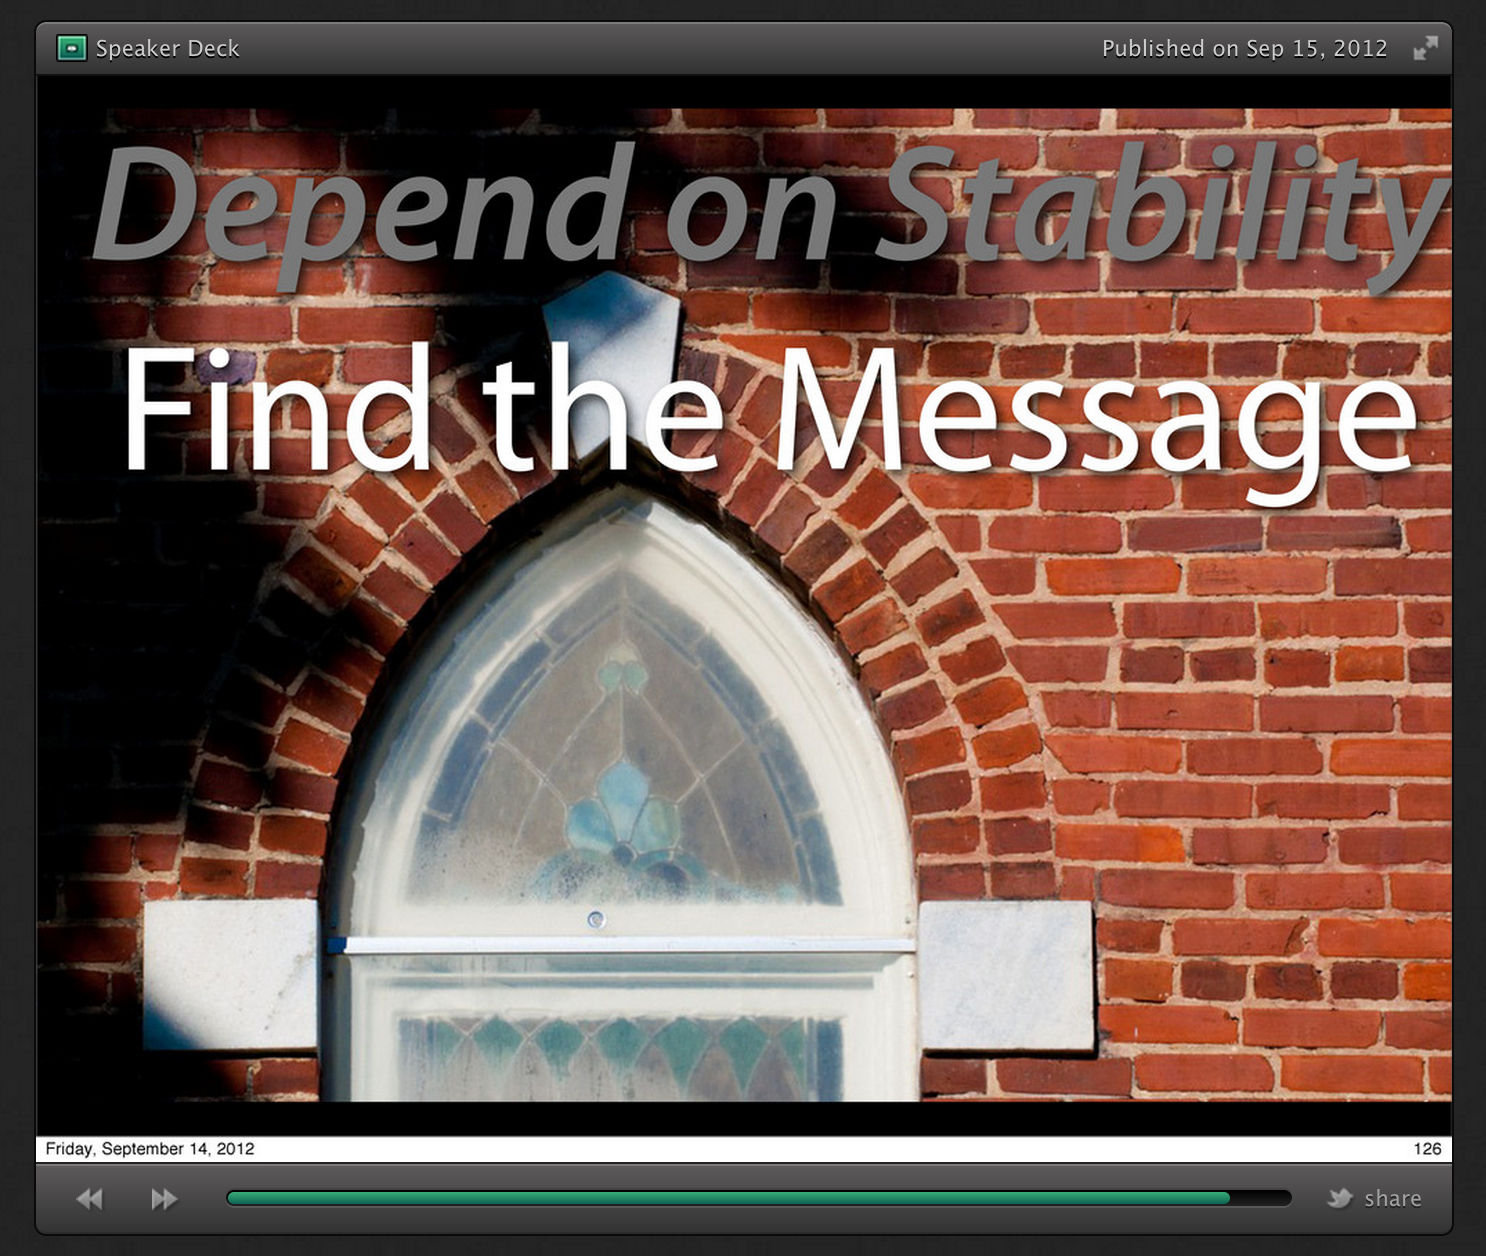 Speaker Deck
Published on Sep 15, 2012
Depend on Stability
Find the Message
Friday, September 14, 2012
126
share